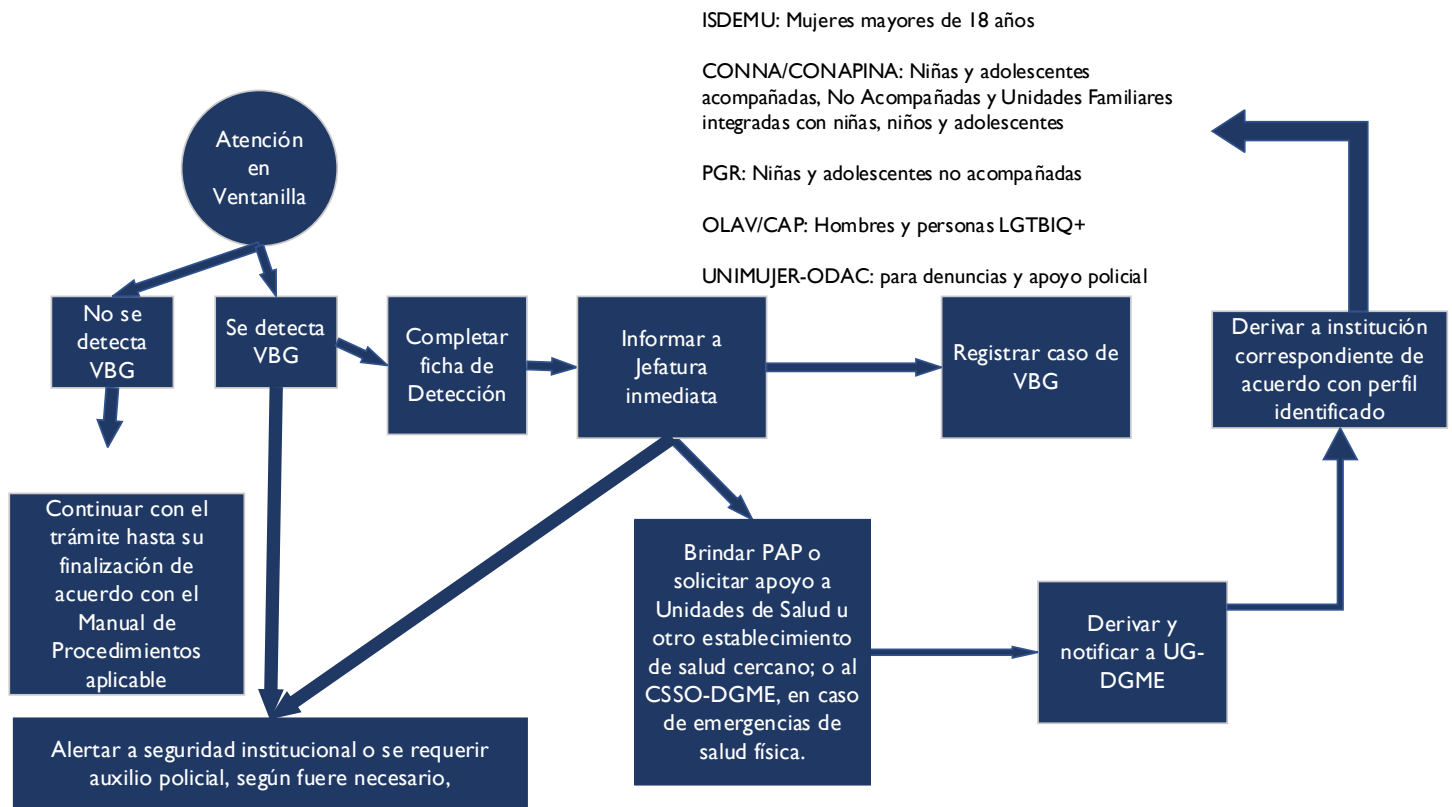 ISDEMU: Mujeres mayores de 18 años
CONNA/CONAPINA: Niñas y adolescentes
acompañadas, No Acompañadas y Unidades Familiares
integradas con niñas, niños y adolescentes
PGR: Niñas y adolescentes no acompañadas
OLAV/CAP: Hombres y personas LGTBIQ+
UNIMUJER-ODAC: para denuncias y apoyo policial
Atención
en
Ventanilla
No se
detecta
VBG
Se detecta
VBG
Completar
ficha de
Detección
Informar a
Jefatura
inmediata
Registrar caso de
VBG
Derivar a institución
correspondiente de
acuerdo con perfil
identificado
Continuar con el
trámite hasta su
finalización de
acuerdo con el
Manual de
Procedimientos
aplicable
Brindar PAP o
solicitar apoyo a
Unidades de Salud u
otro establecimiento
de salud cercano; o al
CSSO-DGME, en caso
de emergencias de
salud física.
Derivar y
notificar a UG-
DGME
Alertar a seguridad institucional o se requerir
auxilio policial, según fuere necesario,